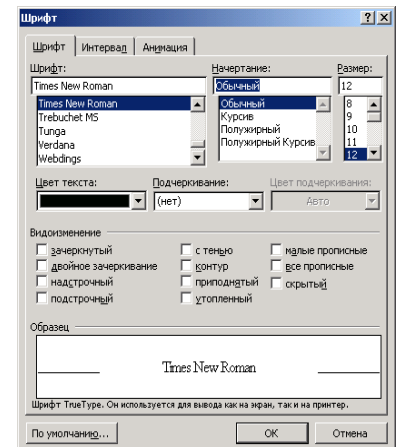 Шрифт
Шрифт Интервал Анимация
Шрифт: Начертание: Размер:
Times New Roman Обычный 12
Times New Roman Обычный 8
Trebuchet MS Курсив 9
Tunga Полужирный 10
Verdana Полужирный Курсив 11
Webdings 12
Цвет текста: Подчеркивание: Цвет подчеркивания:
(нет) Авто
Видоизменение
зачеркнутый с тенью малые прописные
двойное зачеркивание контур все прописные
надстрочный приподнятый скрытый
подстрочный утопленный
Образец
Times New Roman
Шрифт TrueType. Он используется для вывода как на экран, так и на принтер.
По умолчанию... ОК Отмена